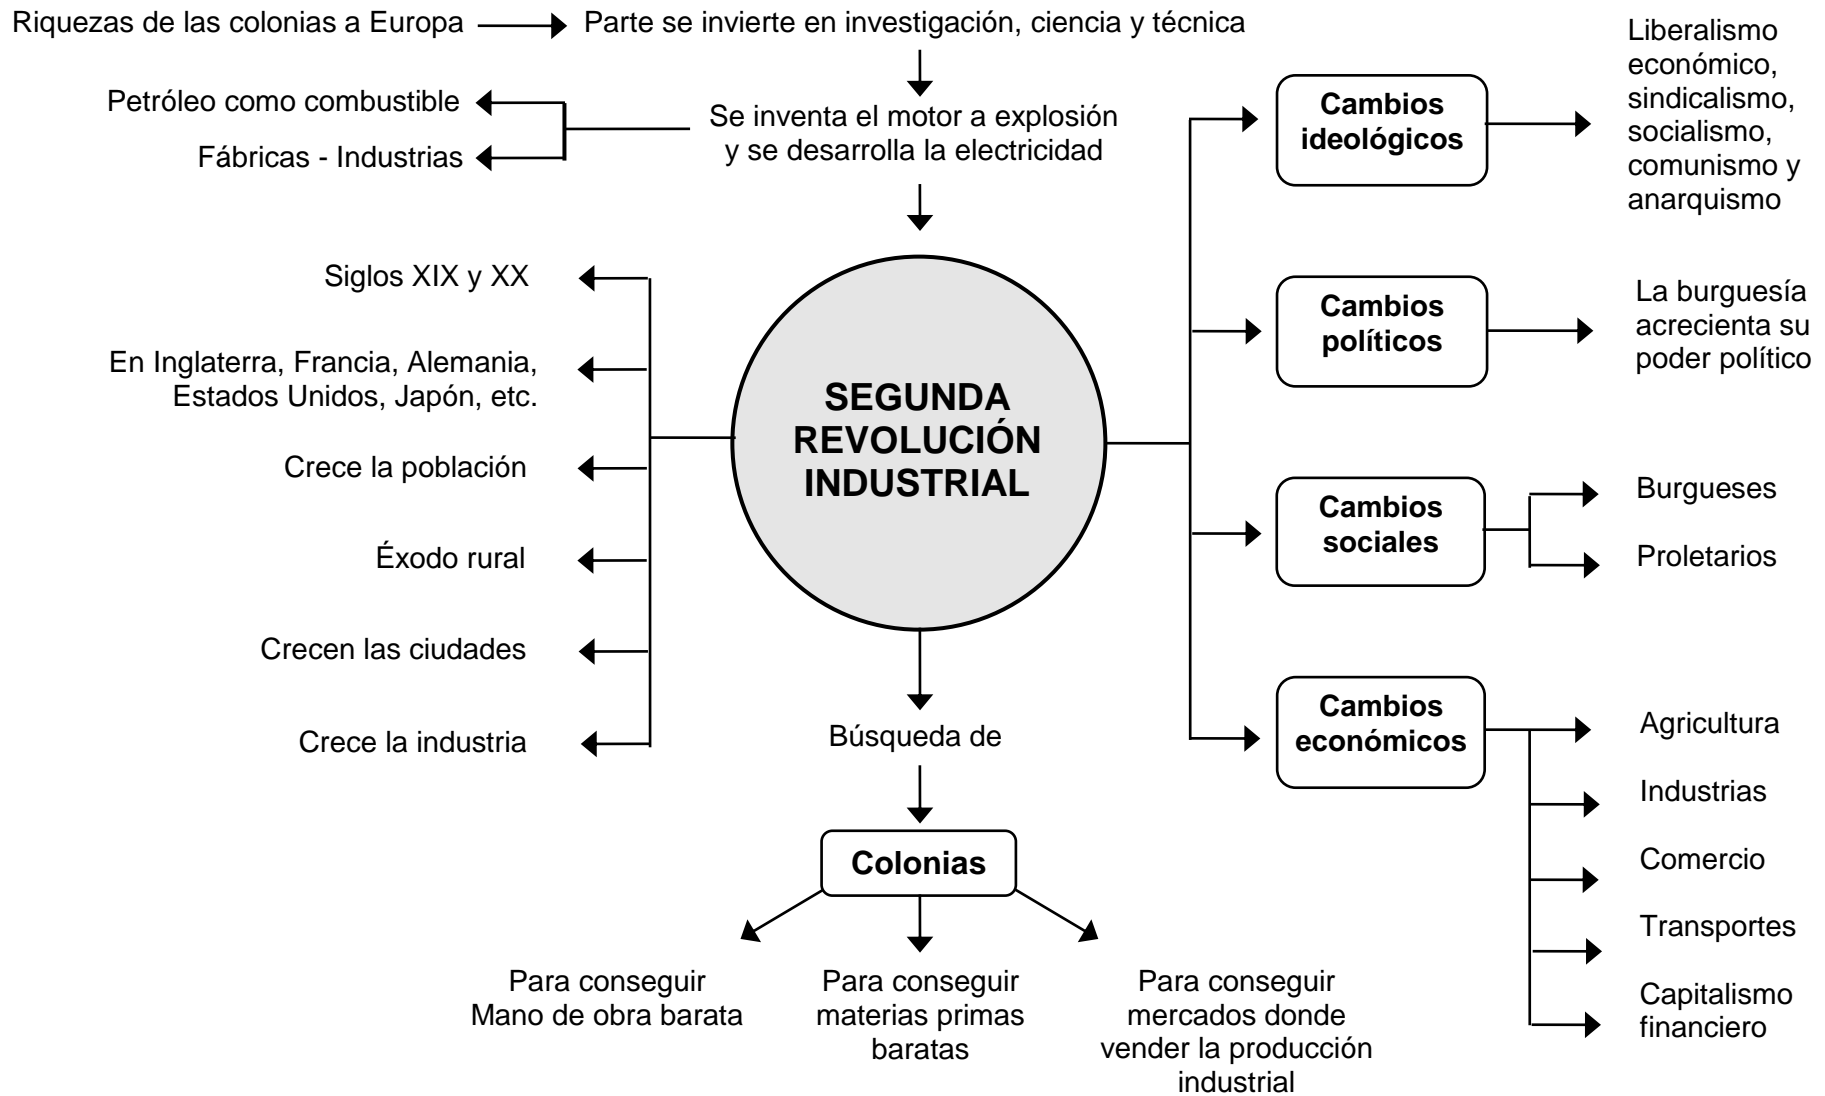 Riquezas de las colonias a Europa
Parte se invierte en investigación, ciencia y técnica
Petróleo como combustible
Fábricas - Industrias
Se inventa el motor a explosión
y se desarrolla la electricidad
SEGUNDA
REVOLUCIÓN
INDUSTRIAL
Siglos XIX y XX
En Inglaterra, Francia, Alemania,
Estados Unidos, Japón, etc.
Crece la población
Éxodo rural
Crecen las ciudades
Crece la industria
Búsqueda de
Colonias
Para conseguir
Mano de obra barata
Para conseguir
materias primas
baratas
Para conseguir
mercados donde
vender la producción
industrial
Cambios
ideológicos
Liberalismo
económico,
sindicalismo,
socialismo,
comunismo y
anarquismo
Cambios
políticos
La burguesía
acrecienta su
poder político
Cambios
sociales
Burgueses
Proletarios
Cambios
económicos
Agricultura
Industrias
Comercio
Transportes
Capitalismo
financiero